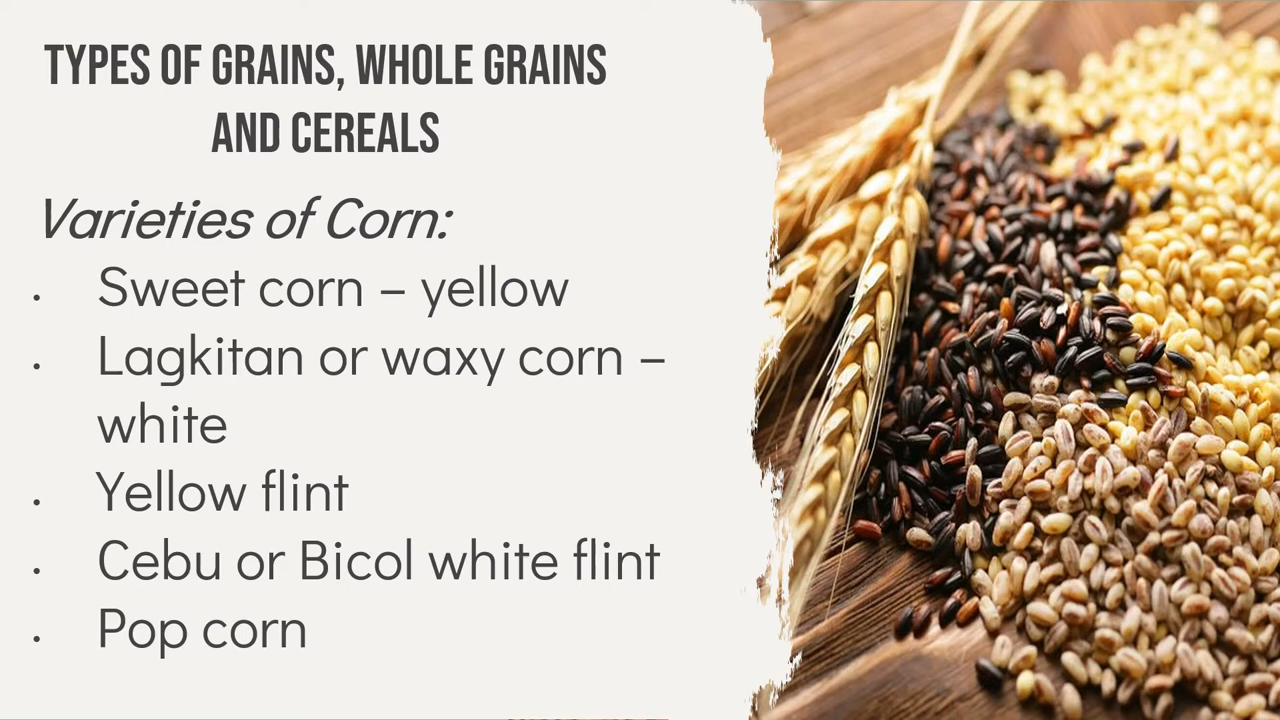 TYPES OF GRAINS, WHOLE GRAINS
AND CEREALS
Varieties of Corn:
• Sweet corn – yellow
• Lagkitan or waxy corn –
white
• Yellow flint
• Cebu or Bicol white flint
• Pop corn